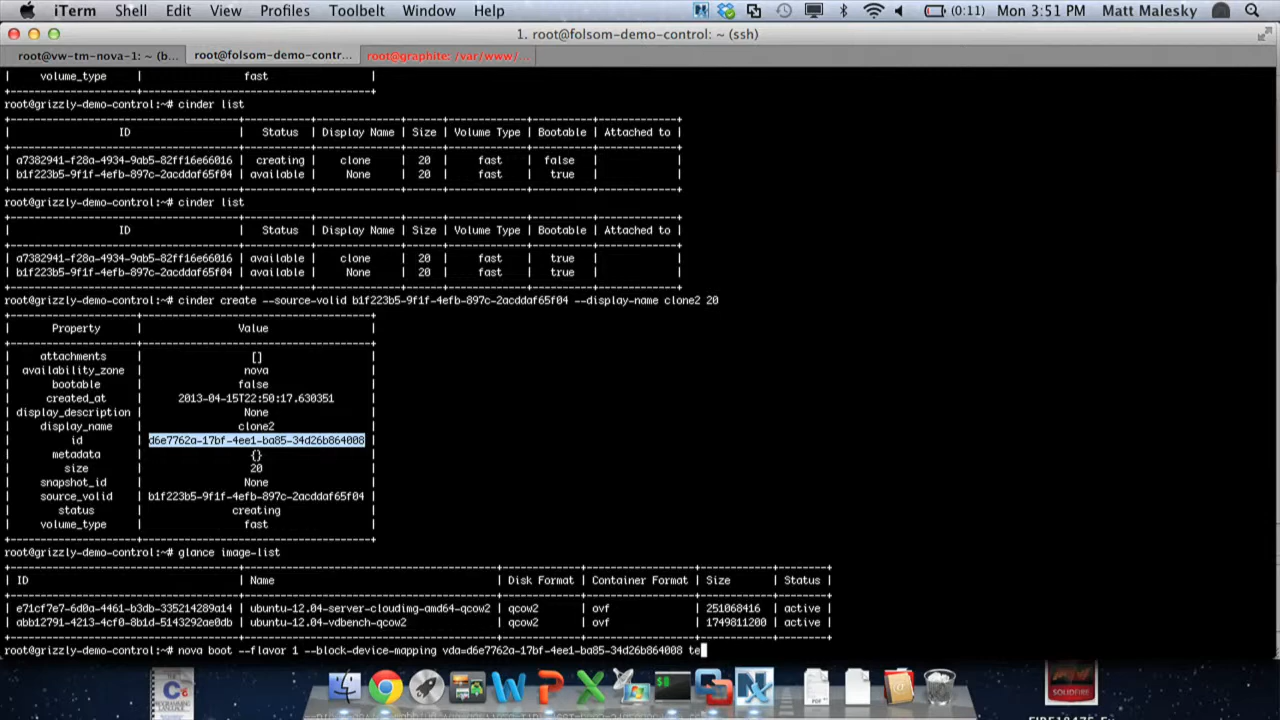 iTerm Shell Edit View Profiles Toolbelt Window Help (0:11) Mon 3:51 PM Matt Malesky
1. root@folsom-demo-control: ~ (ssh)
root@vw-tm-nova-1: ~ (b... root@folsom-demo-contr... root@graphite: /var/www/...
| volume_type | fast |
+---------------------+--------------------------------------+
root@grizzly-demo-control:~# cinder list
+--------------------------------------+-----------+--------------+------+-------------+----------+-------------+
| ID | Status | Display Name | Size | Volume Type | Bootable | Attached to |
+--------------------------------------+-----------+--------------+------+-------------+----------+-------------+
| a7382941-f28a-4934-9ab5-82ff16e66016 | creating | clone | 20 | fast | false | |
| b1f223b5-9f1f-4efb-897c-2acddaf65f04 | available | None | 20 | fast | true | |
+--------------------------------------+-----------+--------------+------+-------------+----------+-------------+
root@grizzly-demo-control:~# cinder list
+--------------------------------------+-----------+--------------+------+-------------+----------+-------------+
| ID | Status | Display Name | Size | Volume Type | Bootable | Attached to |
+--------------------------------------+-----------+--------------+------+-------------+----------+-------------+
| a7382941-f28a-4934-9ab5-82ff16e66016 | available | clone | 20 | fast | true | |
| b1f223b5-9f1f-4efb-897c-2acddaf65f04 | available | None | 20 | fast | true | |
+--------------------------------------+-----------+--------------+------+-------------+----------+-------------+
root@grizzly-demo-control:~# cinder create --source-volid b1f223b5-9f1f-4efb-897c-2acddaf65f04 --display-name clone2 20
+---------------------+--------------------------------------+
| Property | Value |
+---------------------+--------------------------------------+
| attachments | [] |
| availability_zone | nova |
| bootable | false |
| created_at | 2013-04-15T22:50:17.630351 |
| display_description | None |
| display_name | clone2 |
| id | d6e7762a-17bf-4ee1-ba85-34d26b864008 |
| metadata | {} |
| size | 20 |
| snapshot_id | None |
| source_volid | b1f223b5-9f1f-4efb-897c-2acddaf65f04 |
| status | creating |
| volume_type | fast |
+---------------------+--------------------------------------+
root@grizzly-demo-control:~# glance image-list
+--------------------------------------+------------------------------------------+-------------+------------------+------------+--------+
| ID | Name | Disk Format | Container Format | Size | Status |
+--------------------------------------+------------------------------------------+-------------+------------------+------------+--------+
| e71cf7e7-6d0a-4461-b3db-335214289a14 | ubuntu-12.04-server-cloudimg-amd64-qcow2 | qcow2 | ovf | 251068416 | active |
| abb12791-4213-4cf0-8b1d-5143292ae0db | ubuntu-12.04-vdbench-qcow2 | qcow2 | ovf | 1749811200 | active |
+--------------------------------------+------------------------------------------+-------------+------------------+------------+--------+
root@grizzly-demo-control:~# nova boot --flavor 1 --block-device-mapping vda=d6e7762a-17bf-4ee1-ba85-34d26b864008 te
SOLIDFIRE